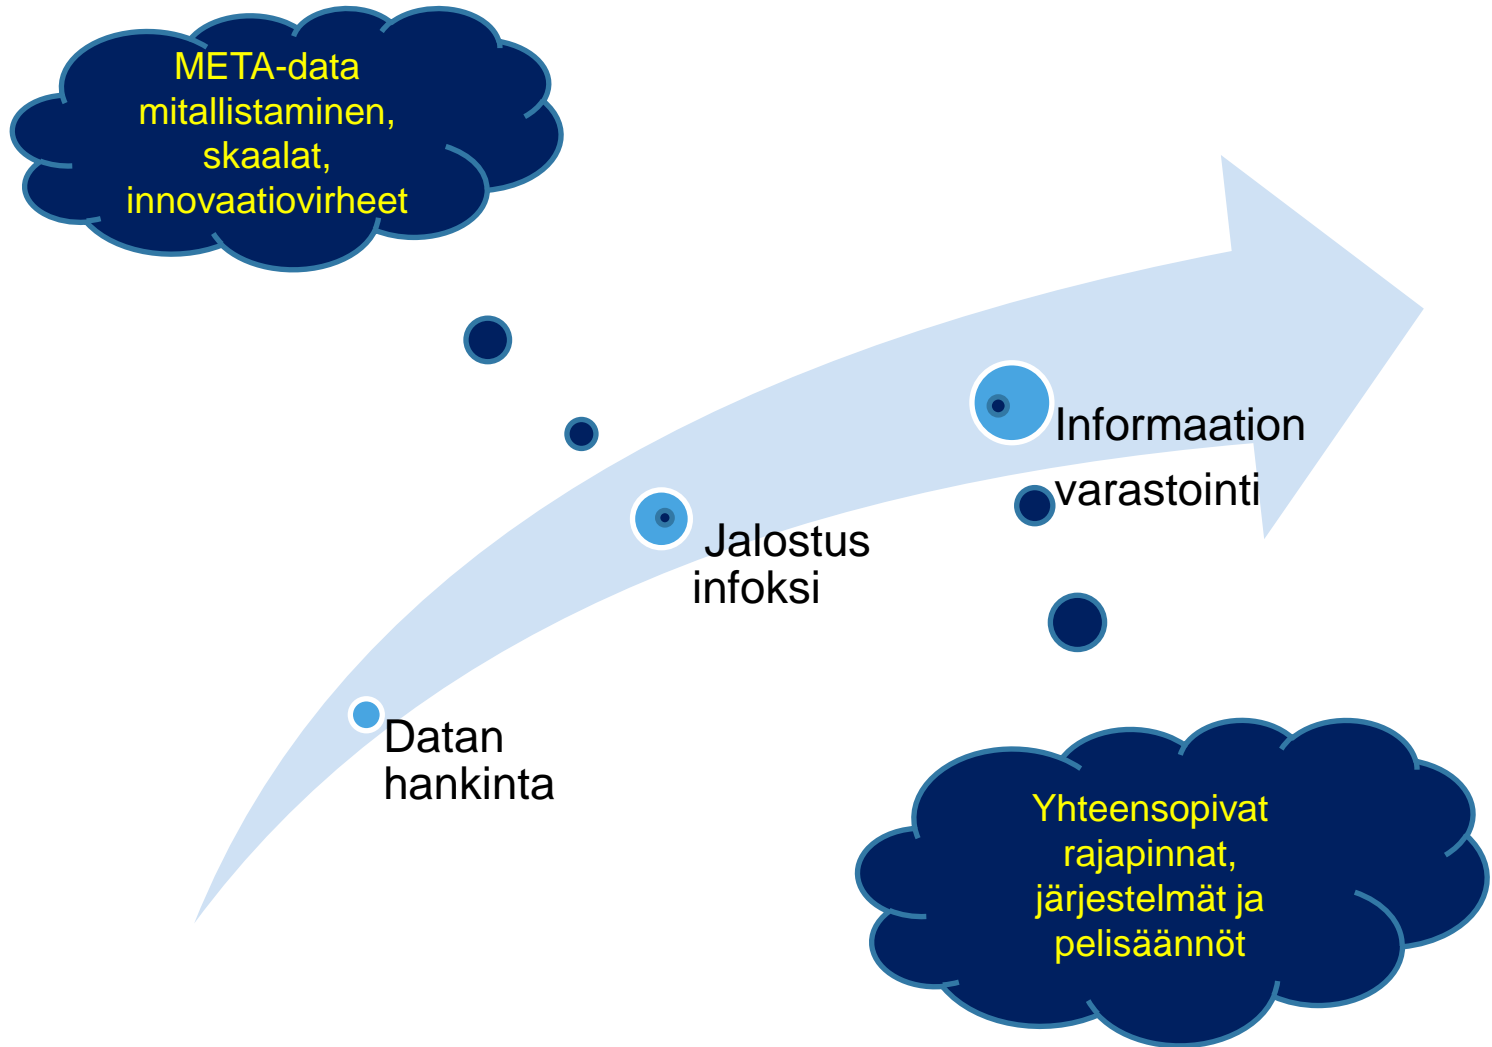 META-data
mitallistaminen,
skaalat,
innovaatiovirheet
Informaation
varastointi
Jalostus
infoksi
Datan
hankinta
Yhteensopivat
rajapinnat,
järjestelmät ja
pelisäännöt